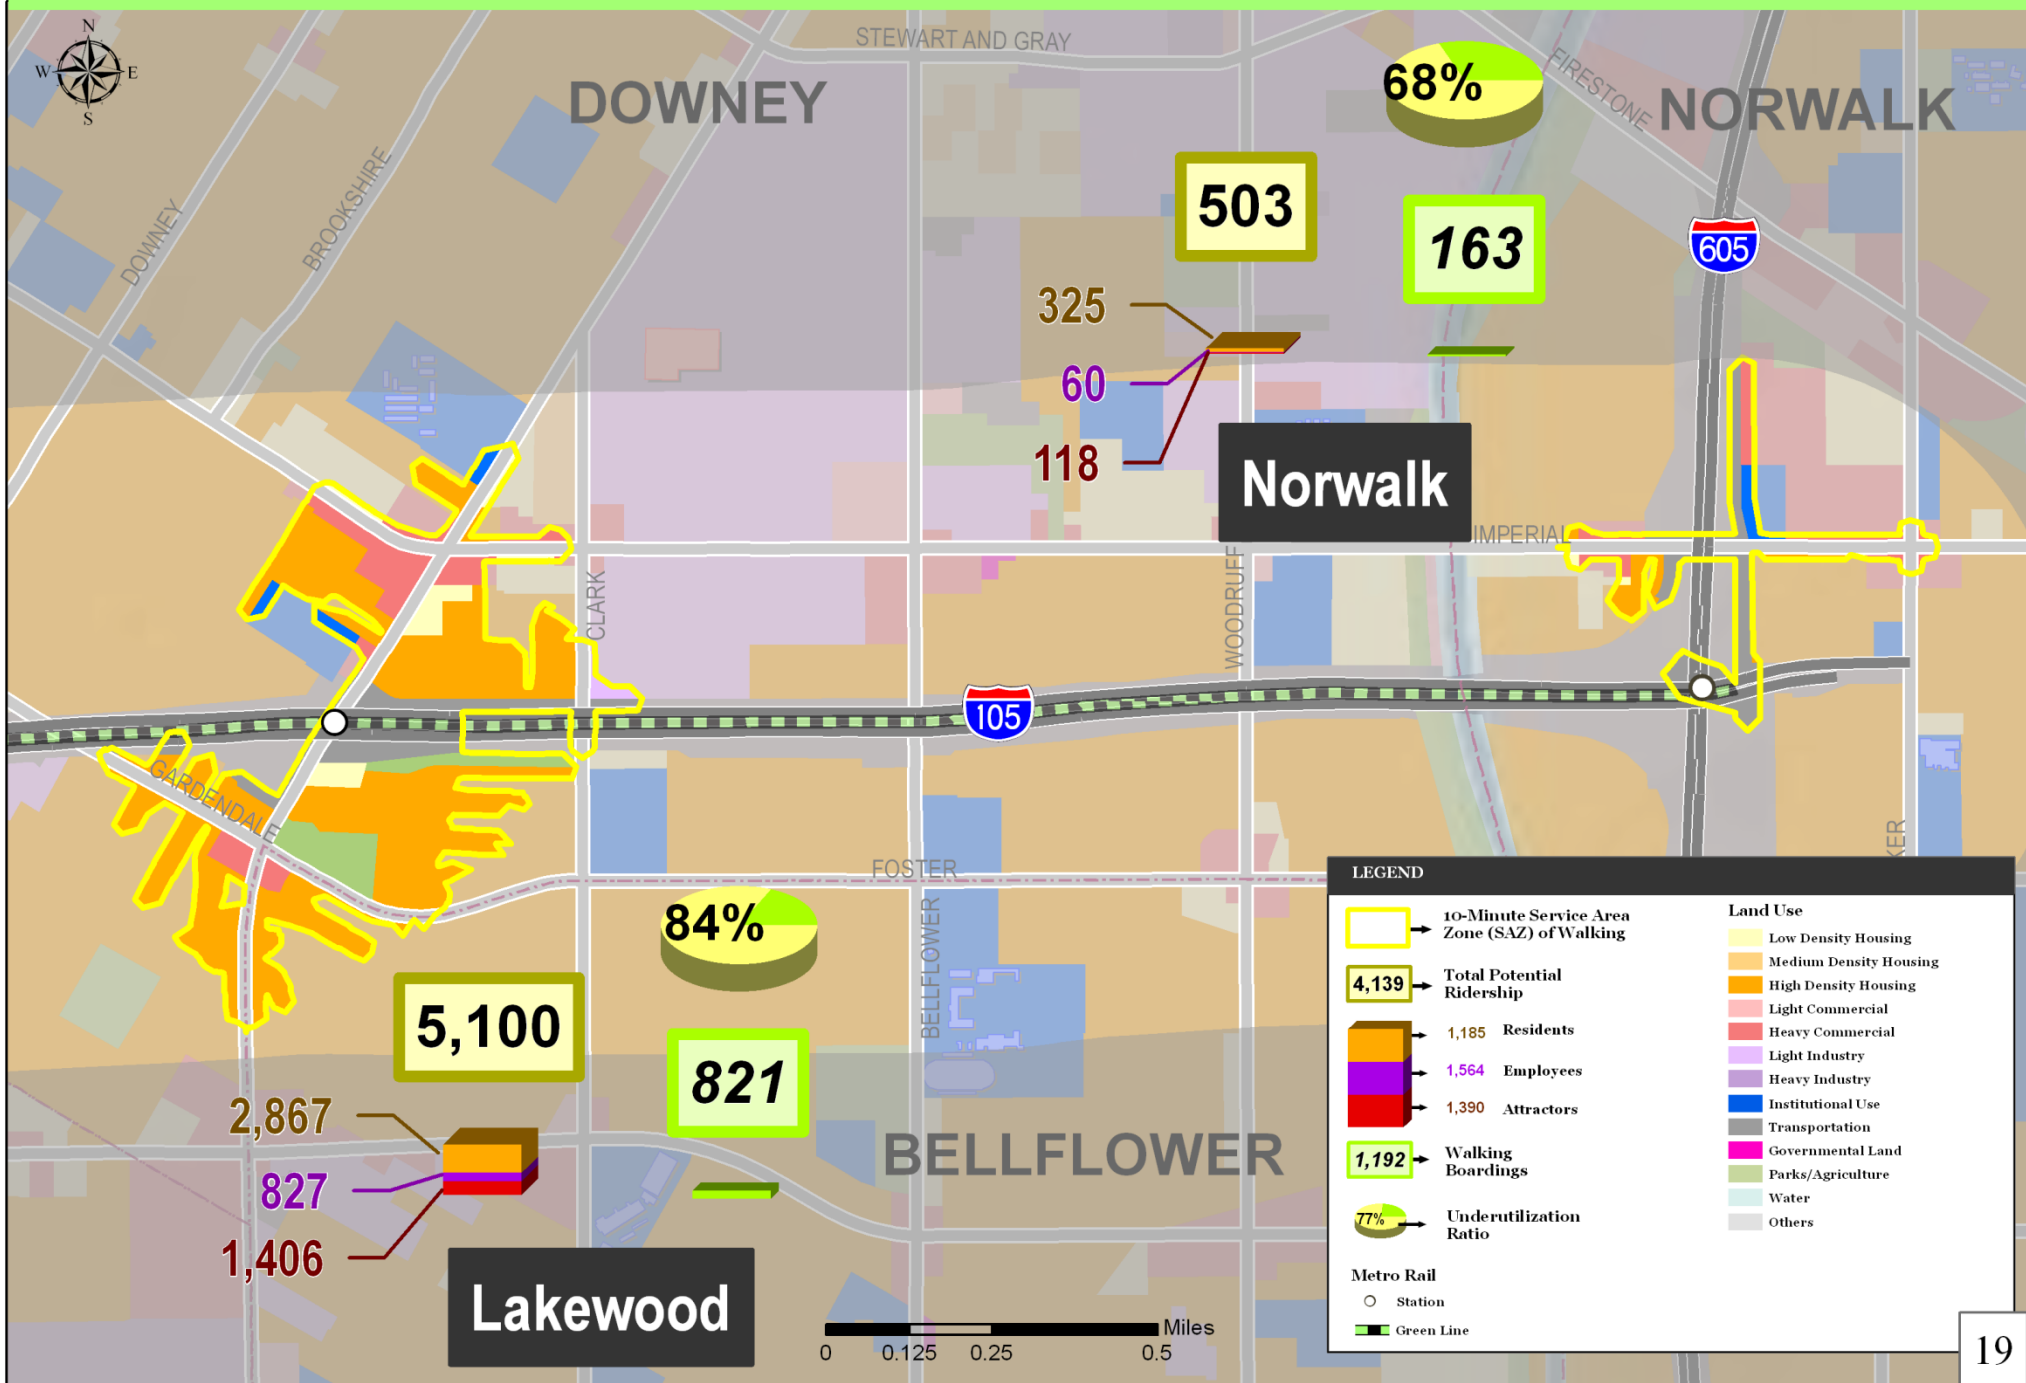 N
W
E
S
STEWART AND GRAY
DOWNEY
68%
FIRESTONE
NORWALK
DOWNEY
BROOKSHIRE
503
163
605
325
60
118
Norwalk
IMPERIAL
CLARK
WOODRUFF
105
GARDENDALE
FOSTER
84%
BELLFLOWER
5,100
821
2,867
827
1,406
BELLFLOWER
Lakewood
Miles
0
0.125
0.25
0.5
LEGEND
10-Minute Service Area
Zone (SAZ) of Walking
4,139
Total Potential
Ridership
1,185
Residents
1,564
Employees
1,390
Attractors
1,192
Walking
Boardings
77%
Underutilization
Ratio
Metro Rail
Station
Green Line
Land Use
Low Density Housing
Medium Density Housing
High Density Housing
Light Commercial
Heavy Commercial
Light Industry
Heavy Industry
Institutional Use
Transportation
Governmental Land
Parks/Agriculture
Water
Others
19